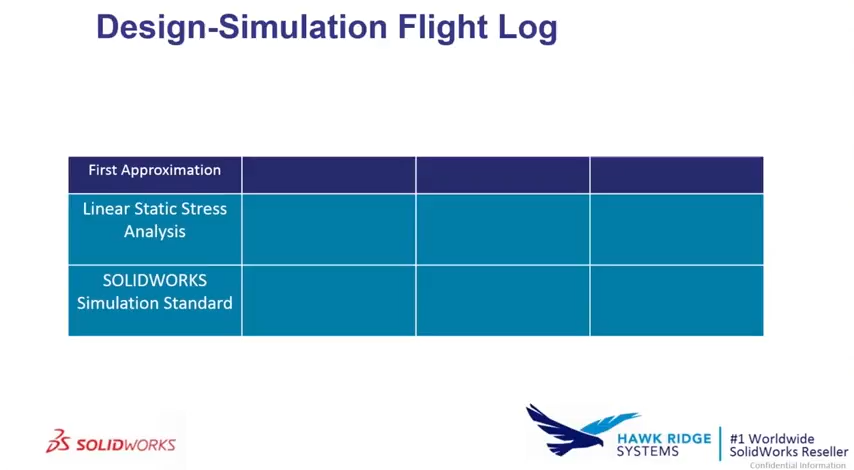 Design-Simulation Flight Log
First Approximation
Linear Static Stress
Analysis
SOLIDWORKS
Simulation Standard
SOLIDWORKS
HAWK RIDGE
SYSTEMS
#1 Worldwide
SolidWorks Reseller
Confidential Information